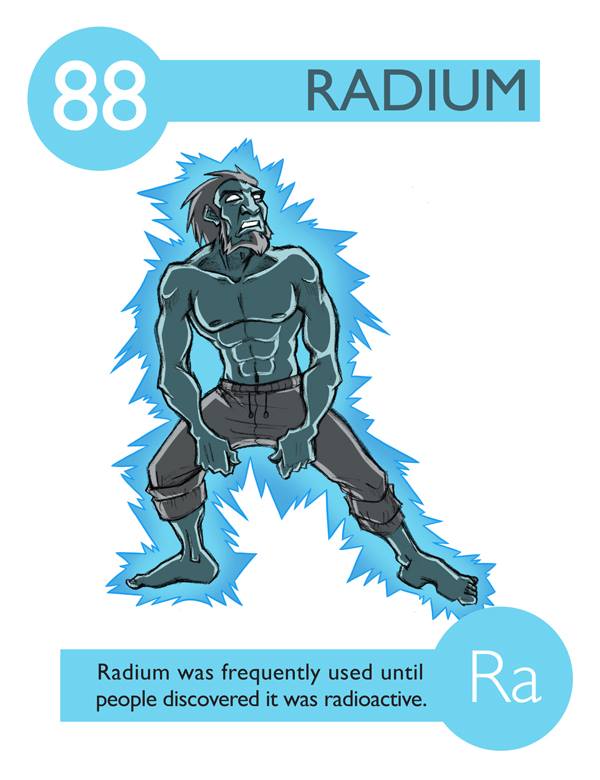 88
RADIUM
Radium was frequently used until
people discovered it was radioactive.
Ra